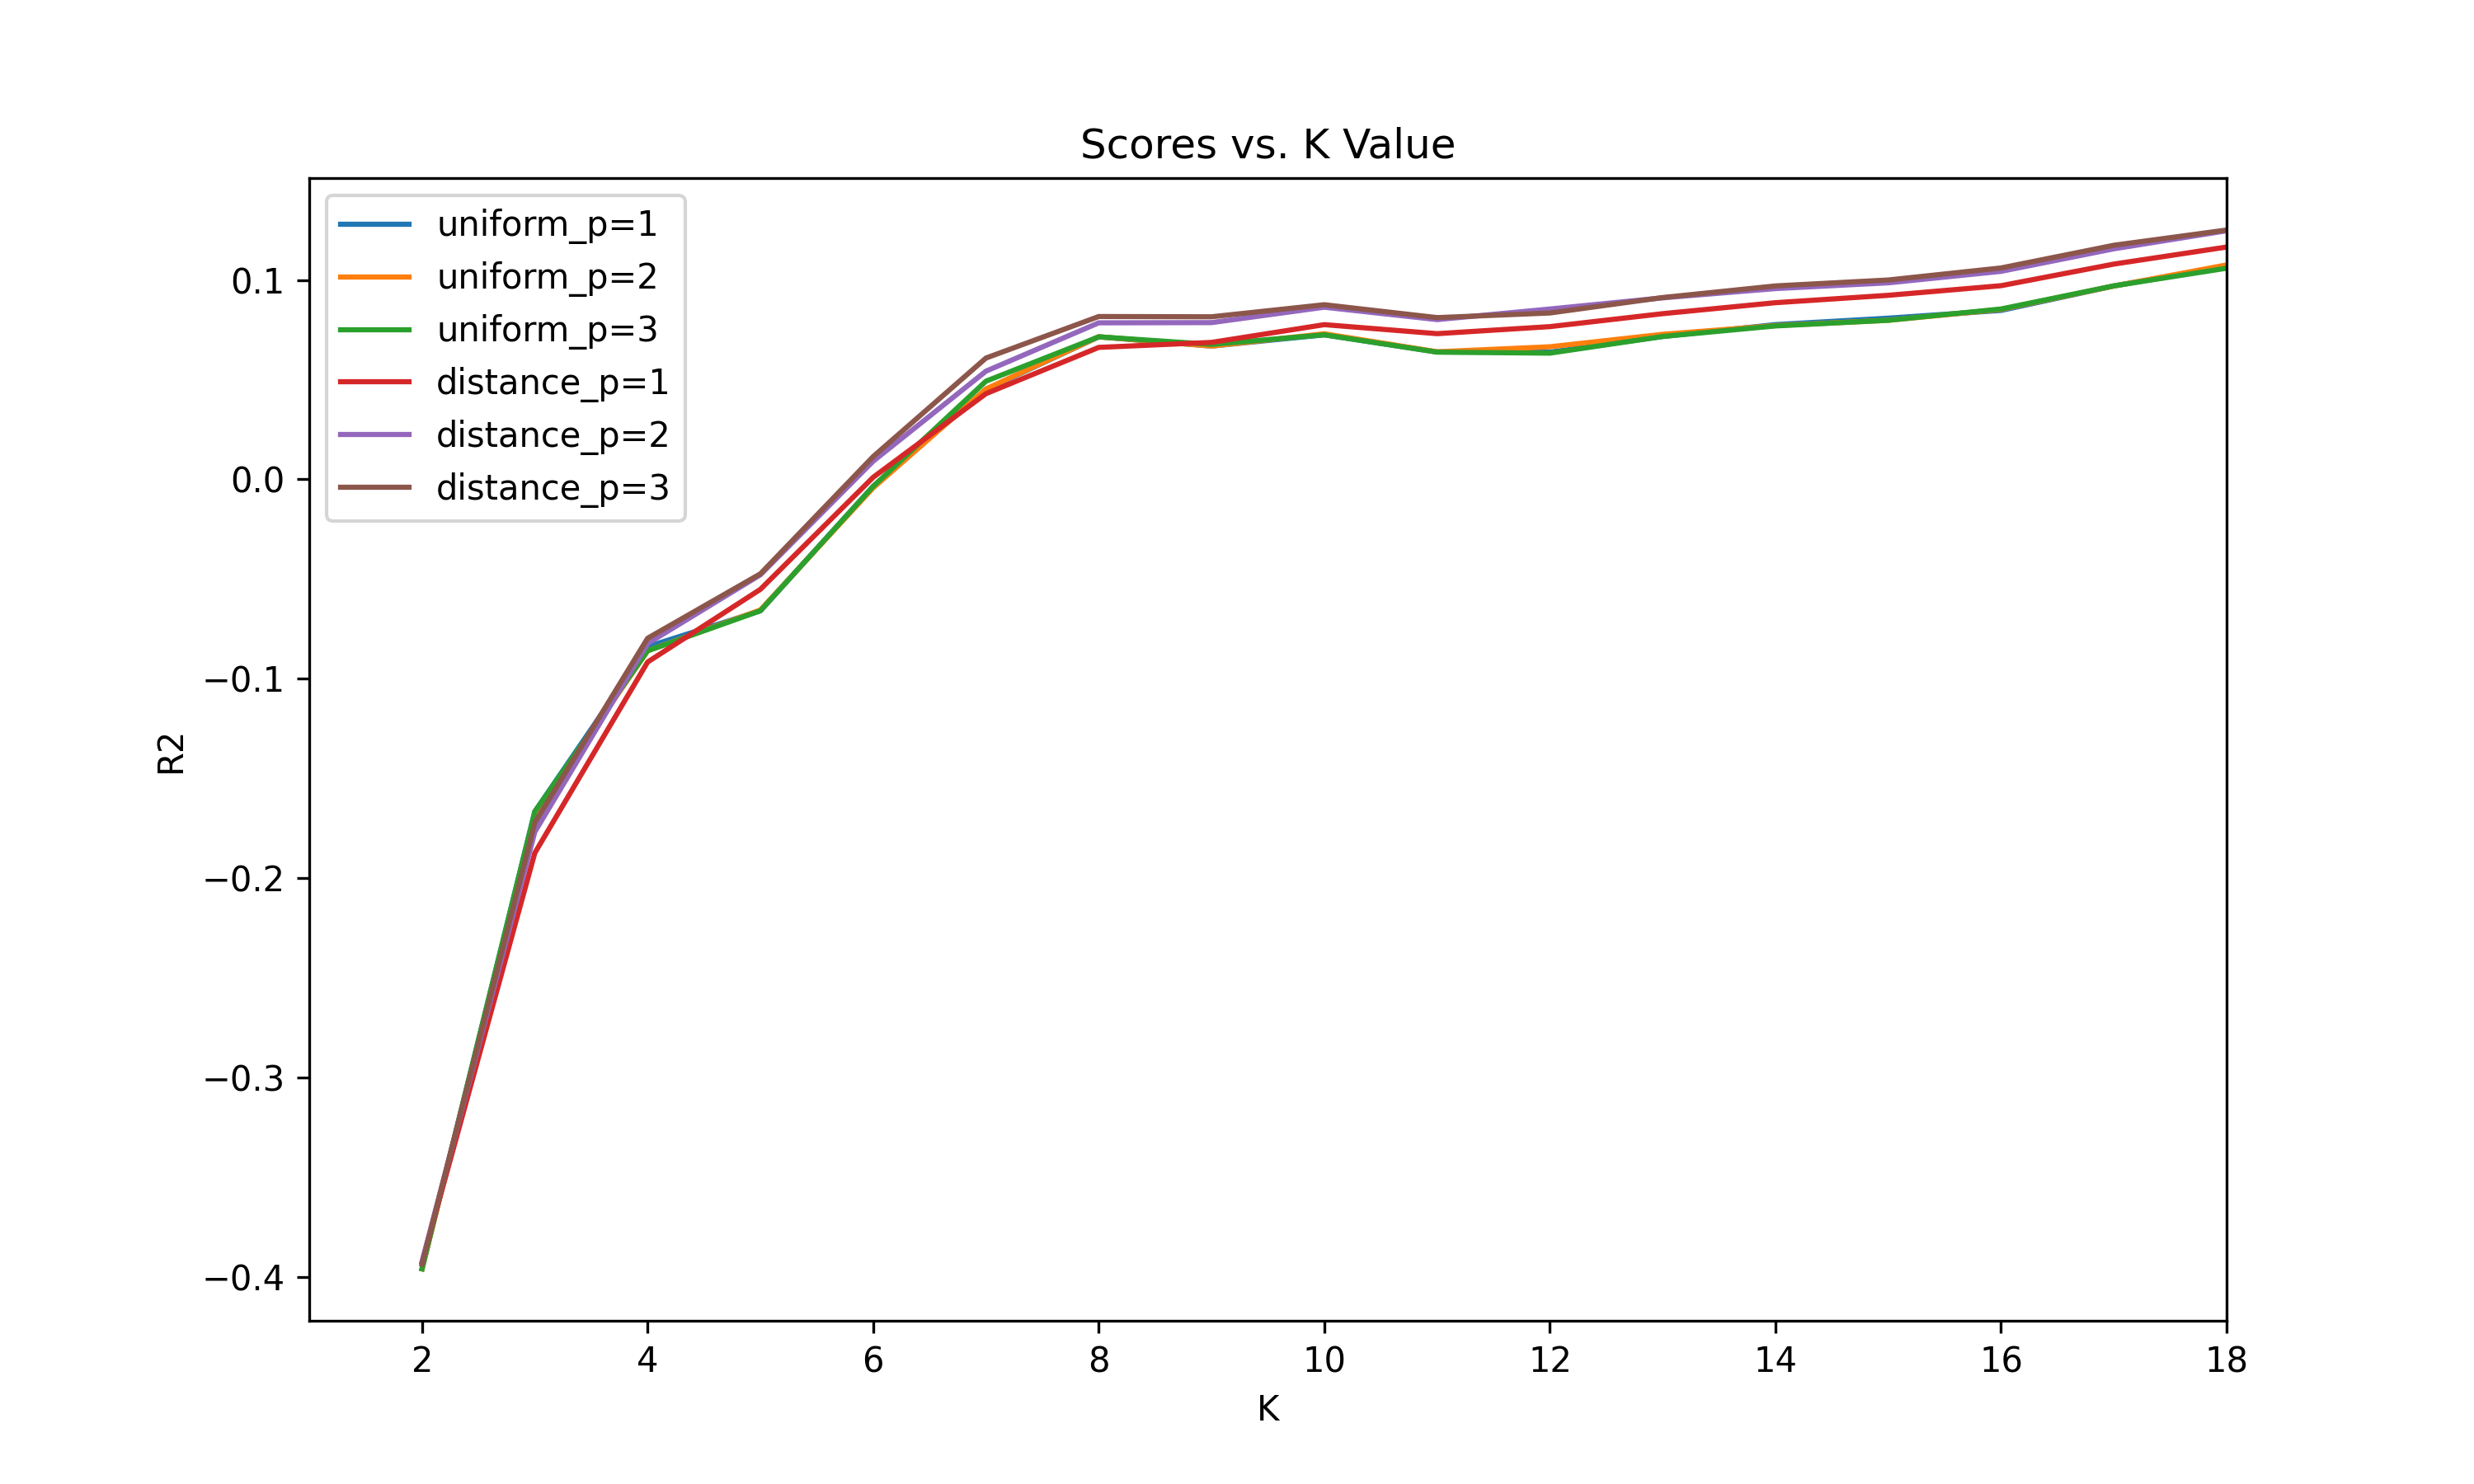 Scores vs. K Value
uniform_p=1
uniform_p=2
uniform_p=3
distance_p=1
distance_p=2
distance_p=3
0.1
0.0
−0.1
−0.2
−0.3
−0.4
R2
2 4 6 8 10 12 14 16 18
K